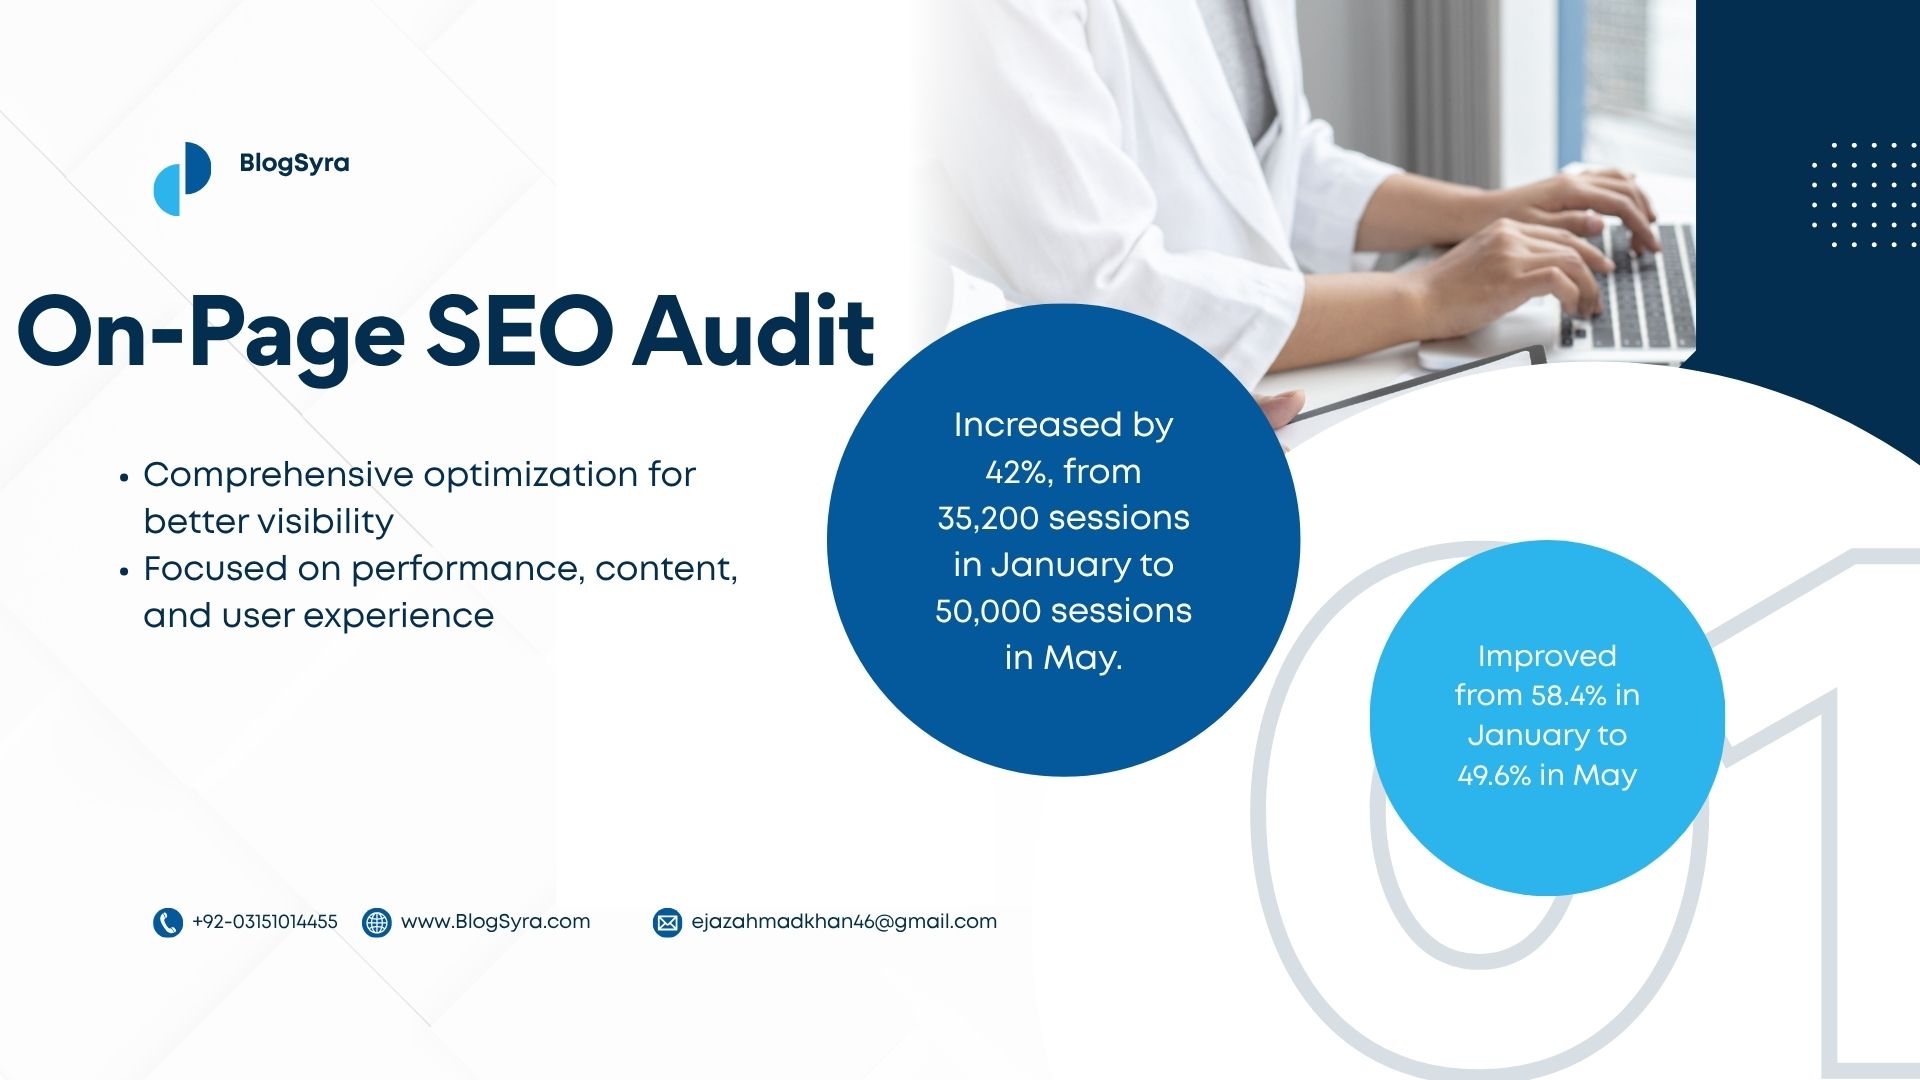 BlogSyra
On-Page SEO Audit
• Comprehensive optimization for
better visibility
• Focused on performance, content,
and user experience
Increased by
42%, from
35,200 sessions
in January to
50,000 sessions
in May.
01
Improved
from 58.4% in
January to
49.6% in May
+92-03151014455
www.BlogSyra.com
ejazahmadkhan46@gmail.com